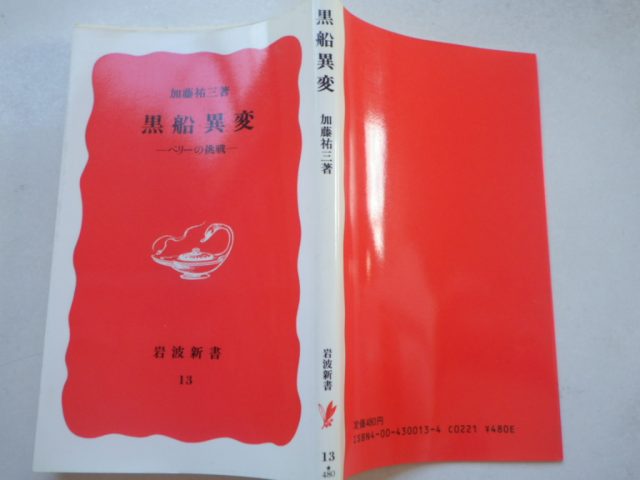 加藤祐三著
黒船異変
―ペリーの挑戦―
岩波新書
13
黒船異変
加藤祐三著
岩波新書
13
★
480
定価480円
ISBN4-00-430013-4 C0221 ¥480E